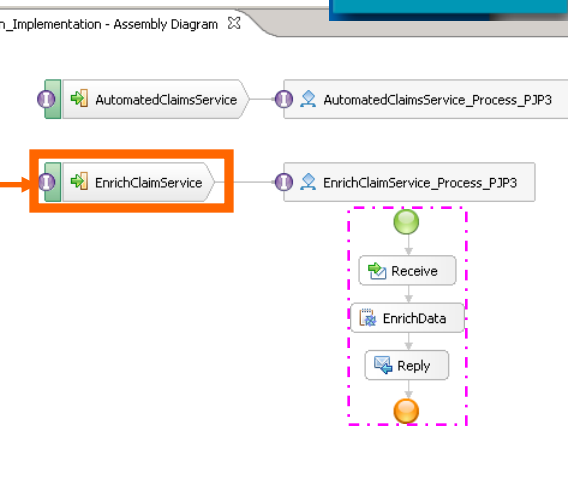 n_Implementation - Assembly Diagram
AutomatedClaimsService
AutomatedClaimsService_Process_PJP3
EnrichClaimService
EnrichClaimService_Process_PJP3
Receive
EnrichData
Reply